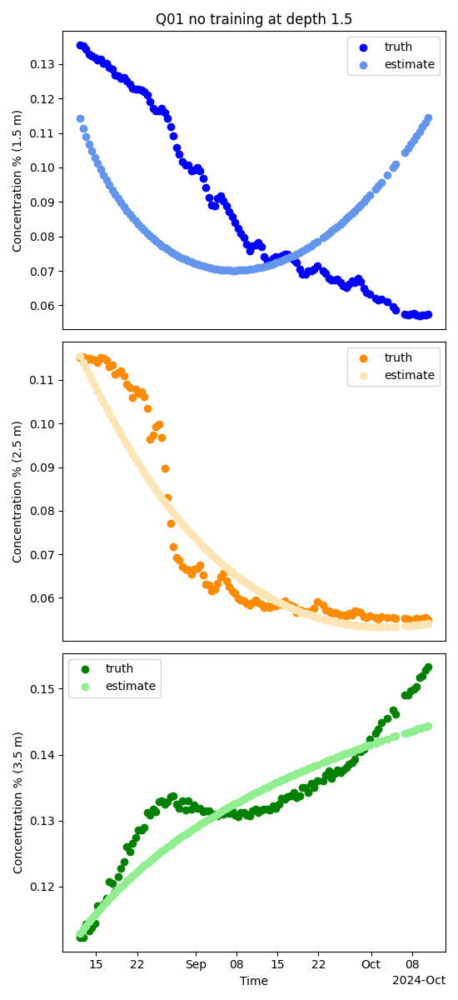 Q01 no training at depth 1.5
truth
estimate
0.13
0.12
0.11
0.10
0.09
0.08
0.07
0.06
Concentration % (1.5 m)
truth
estimate
0.11
0.10
0.09
0.08
0.07
0.06
Concentration % (2.5 m)
truth
estimate
0.15
0.14
0.13
0.12
Concentration % (3.5 m)
15 22 Sep 08 15 22 Oct 08
Time
2024-Oct